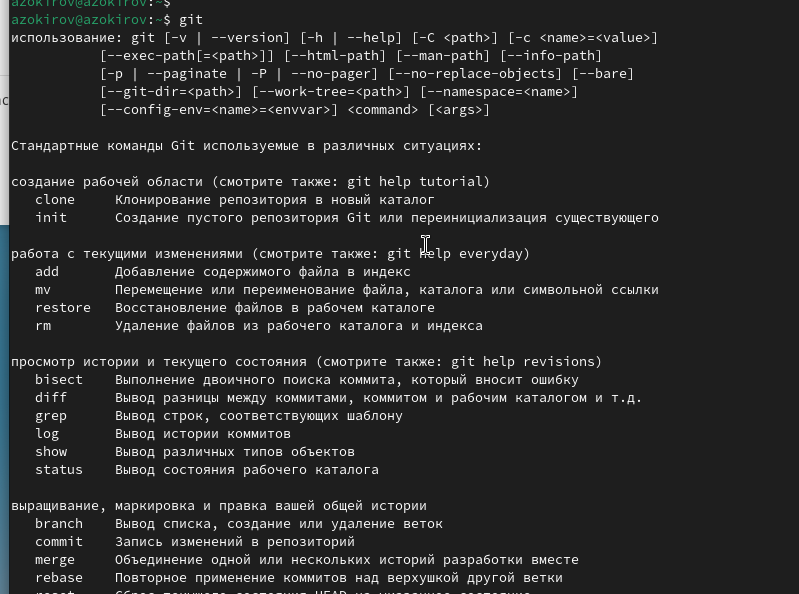 azokirov@azokirov:~$
azokirov@azokirov:~$ git
использование: git [-v | --version] [-h | --help] [-C <path>] [-c <name>=<value>]
[--exec-path[=<path>]] [--html-path] [--man-path] [--info-path]
[-p | --paginate | -P | --no-pager] [--no-replace-objects] [--bare]
[--git-dir=<path>] [--work-tree=<path>] [--namespace=<name>]
[--config-env=<name>=<envvar>] <command> [<args>]
Стандартные команды Git используемые в различных ситуациях:
создание рабочей области (смотрите также: git help tutorial)
clone Клонирование репозитория в новый каталог
init Создание пустого репозитория Git или переинициализация существующего
работа с текущими изменениями (смотрите также: git help everyday)
add Добавление содержимого файла в индекс
mv Перемещение или переименование файла, каталога или символьной ссылки
restore Восстановление файлов в рабочем каталоге
rm Удаление файлов из рабочего каталога и индекса
просмотр истории и текущего состояния (смотрите также: git help revisions)
bisect Выполнение двоичного поиска коммита, который вносит ошибку
diff Вывод разницы между коммитами, коммитом и рабочим каталогом и т.д.
grep Вывод строк, соответствующих шаблону
log Вывод истории коммитов
show Вывод различных типов объектов
status Вывод состояния рабочего каталога
выращивание, маркировка и правка вашей общей истории
branch Вывод списка, создание или удаление веток
commit Запись изменений в репозиторий
merge Объединение одной или нескольких историй разработки вместе
rebase Повторное применение коммитов над верхушкой другой ветки